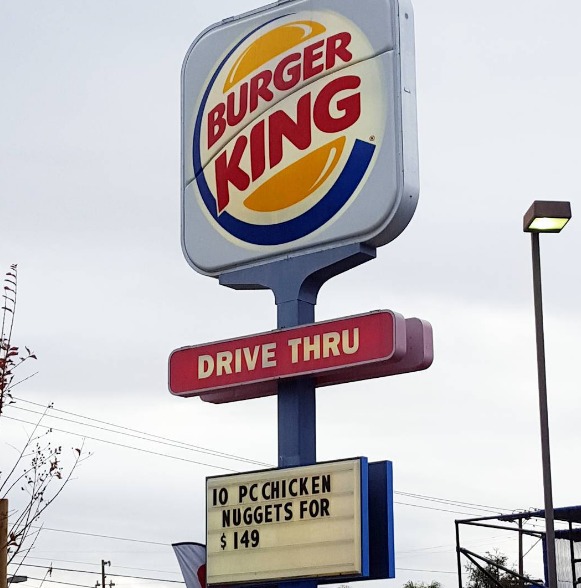 BURGER
KING
®
DRIVE THRU
10 PC CHICKEN
NUGGETS FOR
$ 149